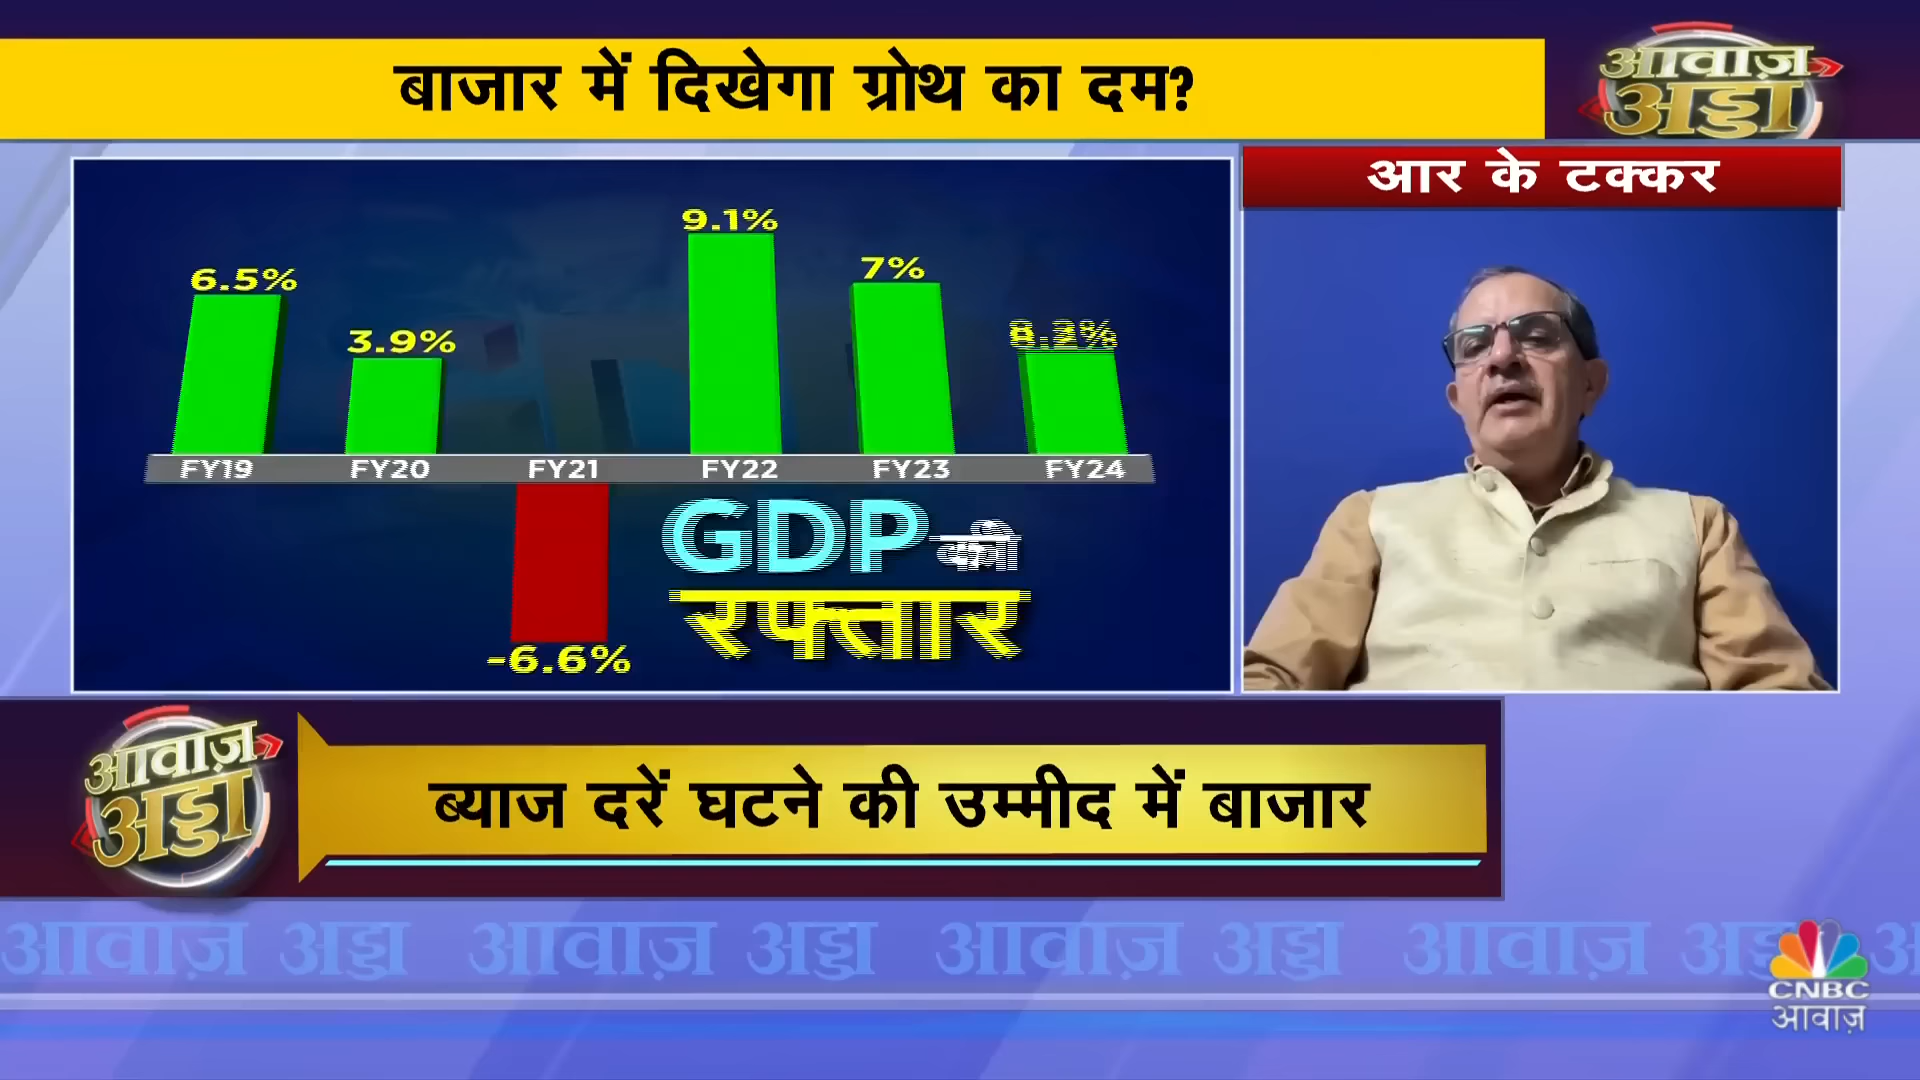 बाजार में दिखेगा ग्रोथ का दम?
आवाज़
अड्डा
आर के टक्कर
9.1%
6.5%
7%
3.9%
8.2%
FY19 FY20 FY21 FY22 FY23 FY24
-6.6%
GDP की
रफ्तार
आवाज़
अड्डा
ब्याज दरें घटने की उम्मीद में बाजार
आवाज़ अड्डा आवाज़ अड्डा आवाज़ अड्डा आवाज़
CNBC
आवाज़